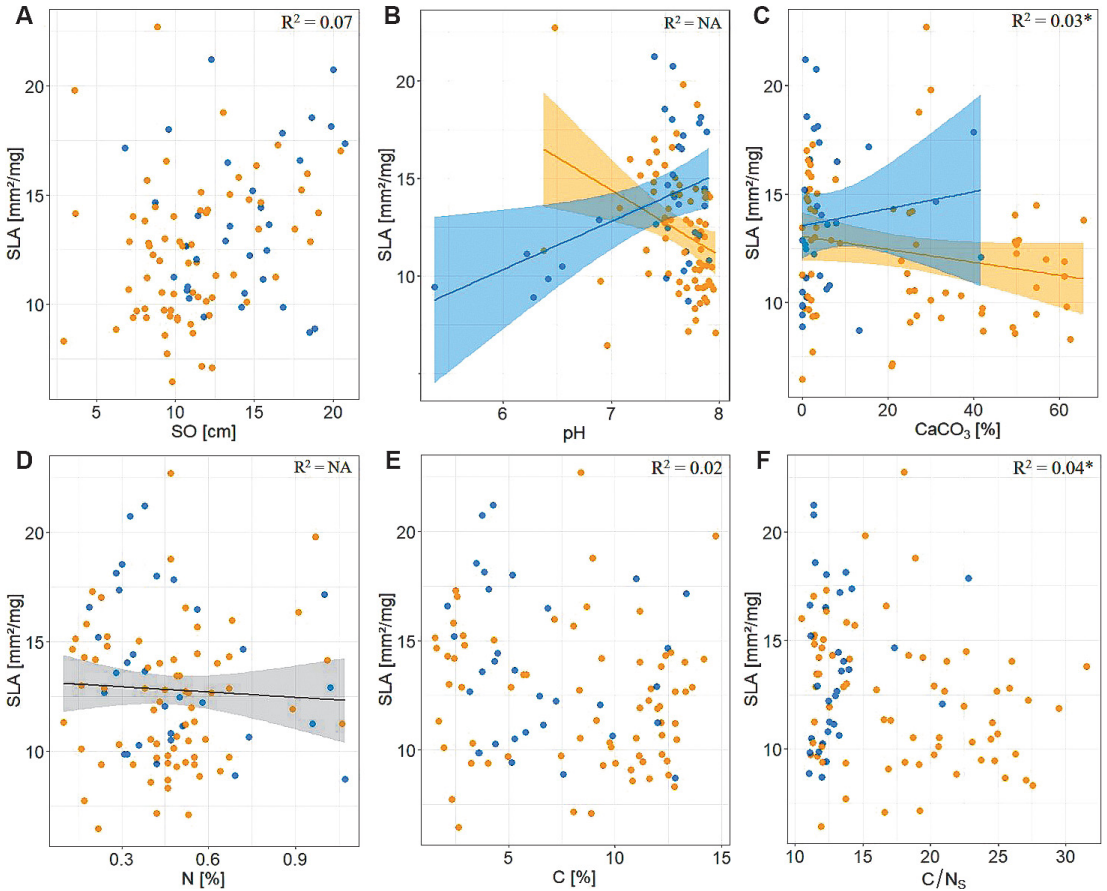 A
R² = 0.07
SLA [mm²/mg]
20
15
10
5
10
15
20
SO [cm]
B
R² = NA
SLA [mm²/mg]
20
15
10
6
7
8
pH
C
R² = 0.03*
SLA [mm²/mg]
20
15
10
0
20
40
60
CaCO₃ [%]
D
R² = NA
SLA [mm²/mg]
20
15
10
0.3
0.6
0.9
N [%]
E
R² = 0.02
SLA [mm²/mg]
20
15
10
5
10
15
C [%]
F
R² = 0.04*
SLA [mm²/mg]
20
15
10
10
15
20
25
30
C/Nₛ